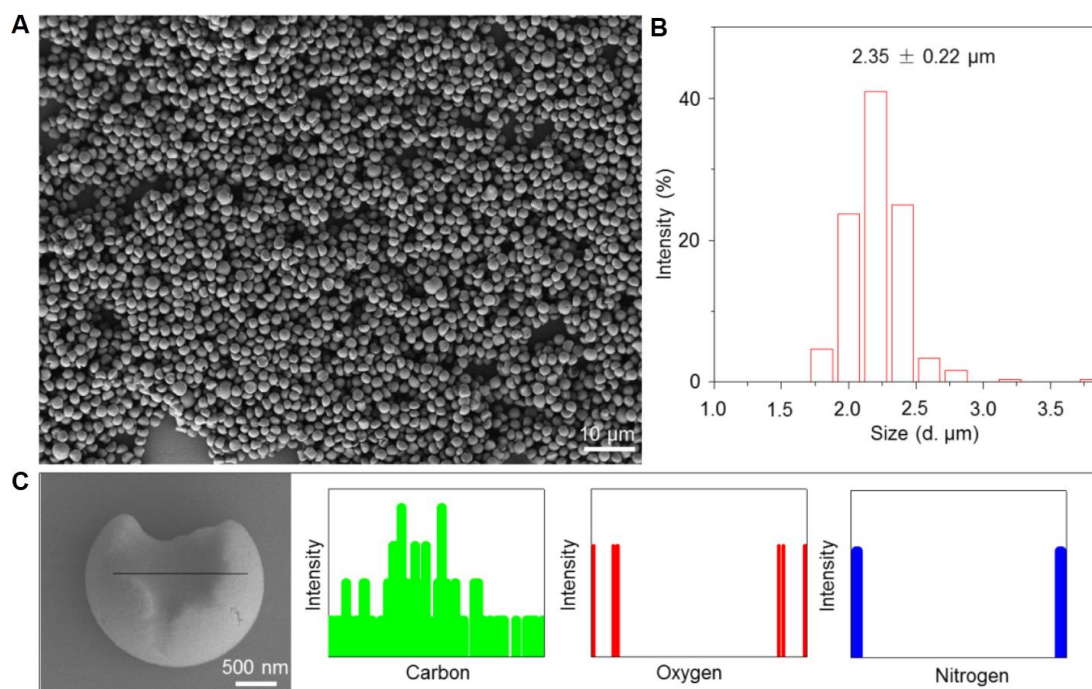 A
10 µm
B
2.35 ± 0.22 µm
40
20
0
Intensity (%)
1.0 1.5 2.0 2.5 3.0 3.5
Size (d. µm)
C
500 nm
Intensity
Carbon
Intensity
Oxygen
Intensity
Nitrogen